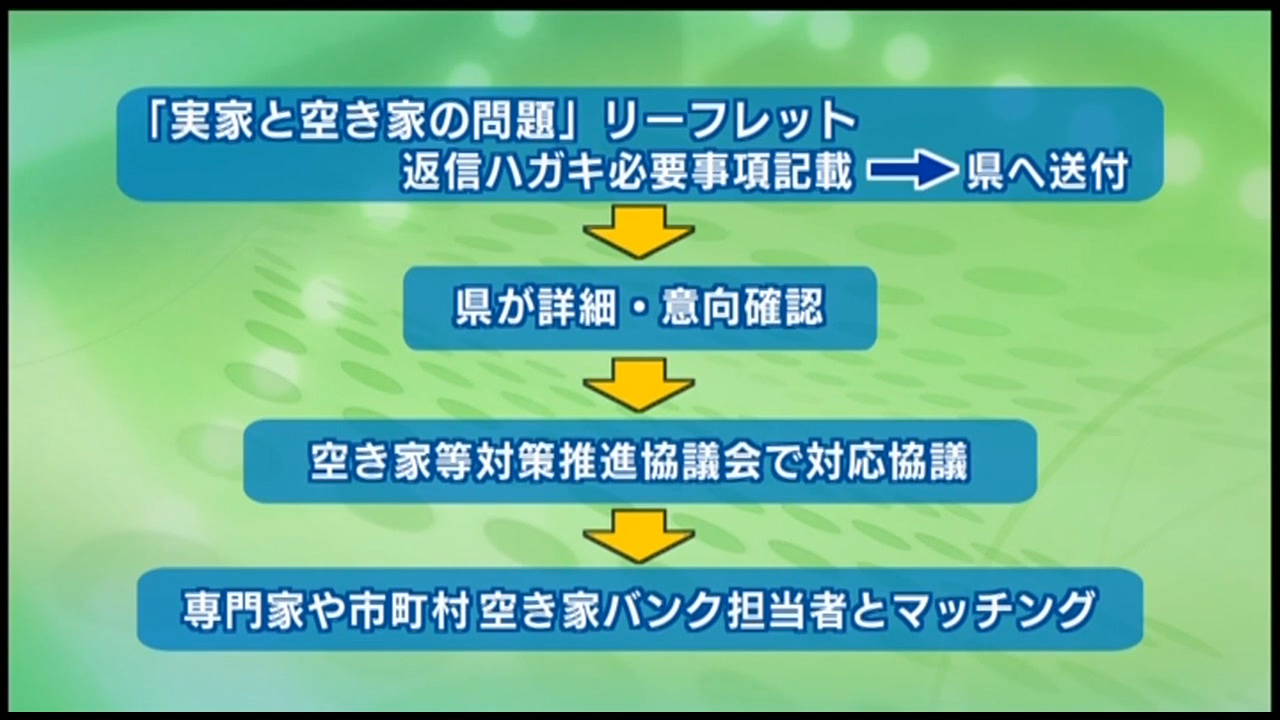 「実家と空き家の問題」リーフレット
返信ハガキ必要事項記載 県へ送付
県が詳細・意向確認
空き家等対策推進協議会で対応協議
専門家や市町村空き家バンク担当者とマッチング